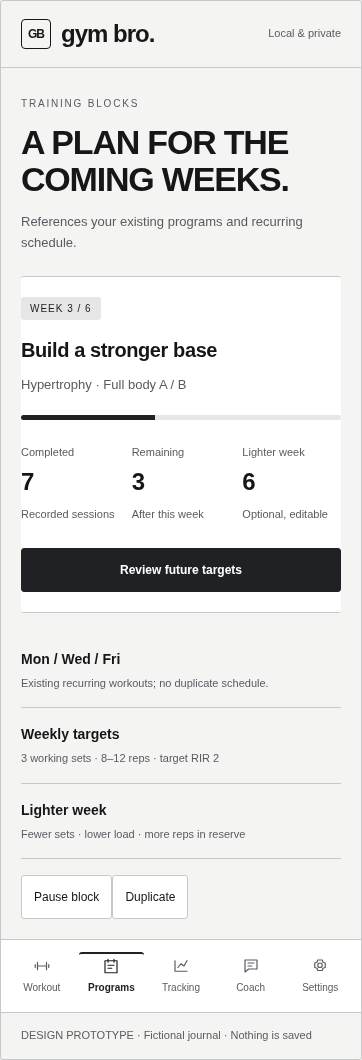 GB gym bro. Local & private
TRAINING BLOCKS
A PLAN FOR THE
COMING WEEKS.
References your existing programs and recurring
schedule.
WEEK 3 / 6
Build a stronger base
Hypertrophy · Full body A / B
Completed Remaining Lighter week
7 3 6
Recorded sessions After this week Optional, editable
Review future targets
Mon / Wed / Fri
Existing recurring workouts; no duplicate schedule.
Weekly targets
3 working sets · 8–12 reps · target RIR 2
Lighter week
Fewer sets · lower load · more reps in reserve
Pause block Duplicate
Workout Programs Tracking Coach Settings
DESIGN PROTOTYPE · Fictional journal · Nothing is saved